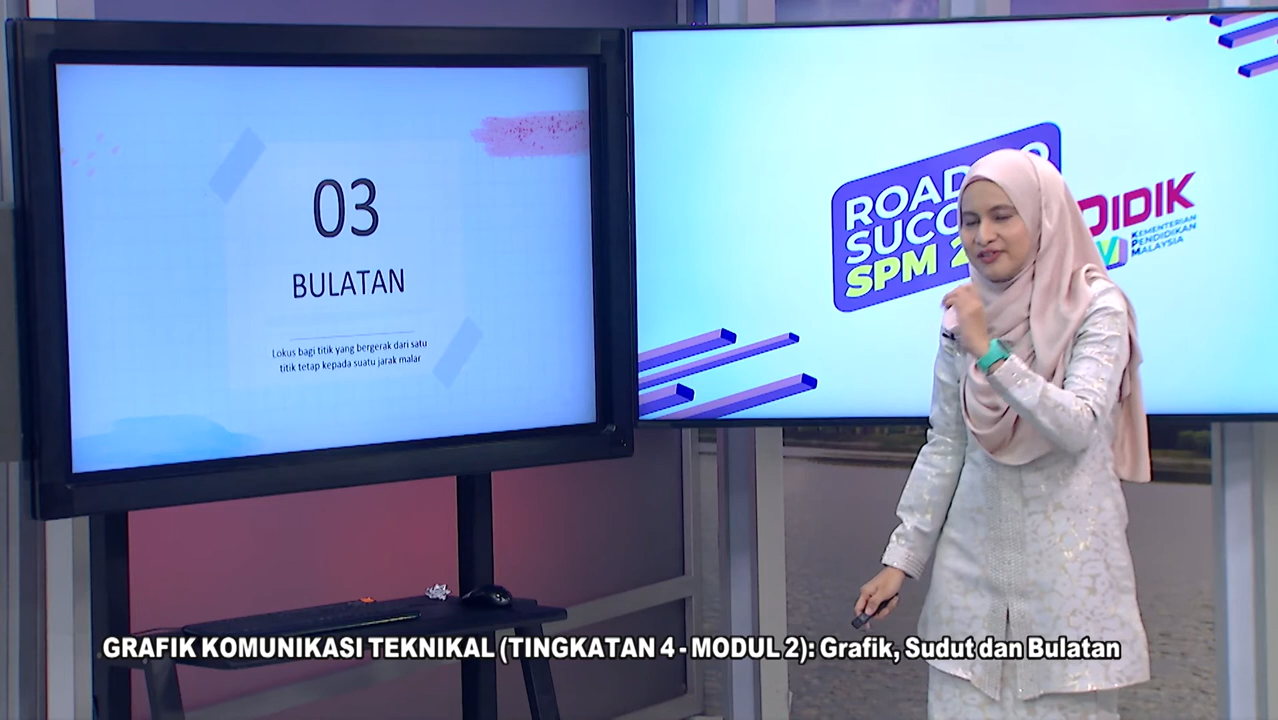 03
BULATAN
Lokus bagi titik yang bergerak dari satu
titik tetap kepada suatu jarak malar
ROAD
SUCC
SPM 2
DIDIK
KEMENTERIAN
PENDIDIKAN
MALAYSIA
GRAFIK KOMUNIKASI TEKNIKAL (TINGKATAN 4 - MODUL 2): Grafik, Sudut dan Bulatan